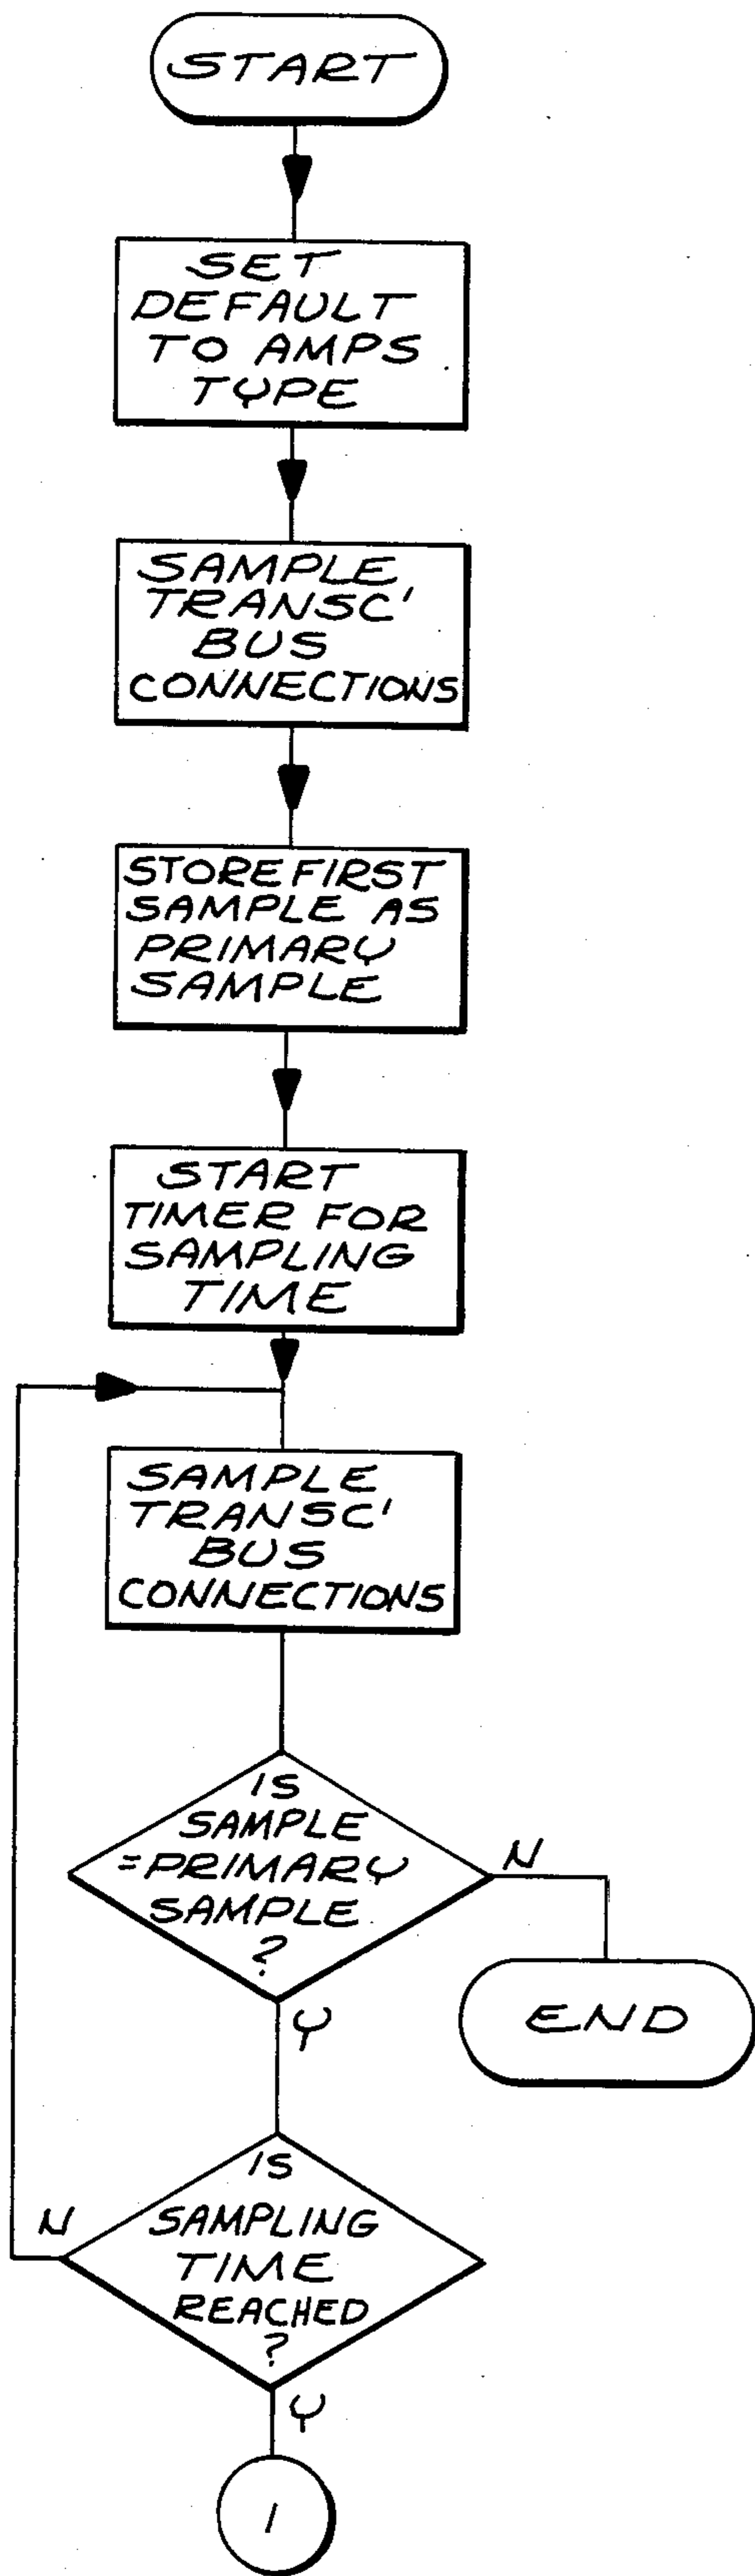 START
SET
DEFAULT
TO AMPS
TYPE
SAMPLE
TRANSC'
BUS
CONNECTIONS
STORE FIRST
SAMPLE AS
PRIMARY
SAMPLE
START
TIMER FOR
SAMPLING
TIME
SAMPLE
TRANSC'
BUS
CONNECTIONS
IS
SAMPLE
=PRIMARY
SAMPLE
?
N
END
Y
IS
SAMPLING
TIME
REACHED
?
N
Y
1